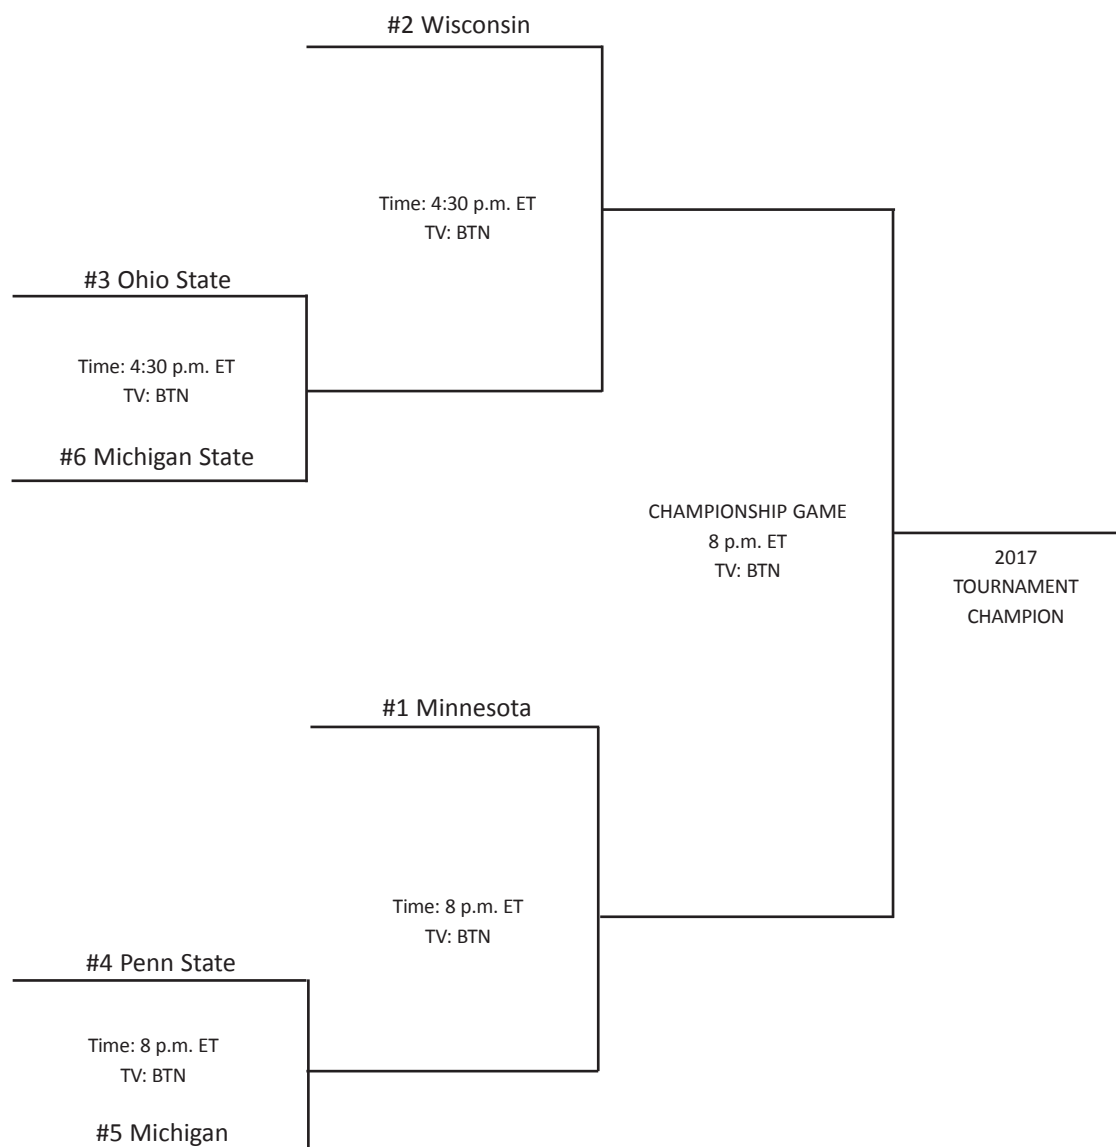 #2 Wisconsin
Time: 4:30 p.m. ET
TV: BTN
#3 Ohio State
Time: 4:30 p.m. ET
TV: BTN
#6 Michigan State
CHAMPIONSHIP GAME
8 p.m. ET
TV: BTN
2017
TOURNAMENT
CHAMPION
#1 Minnesota
Time: 8 p.m. ET
TV: BTN
#4 Penn State
Time: 8 p.m. ET
TV: BTN
#5 Michigan